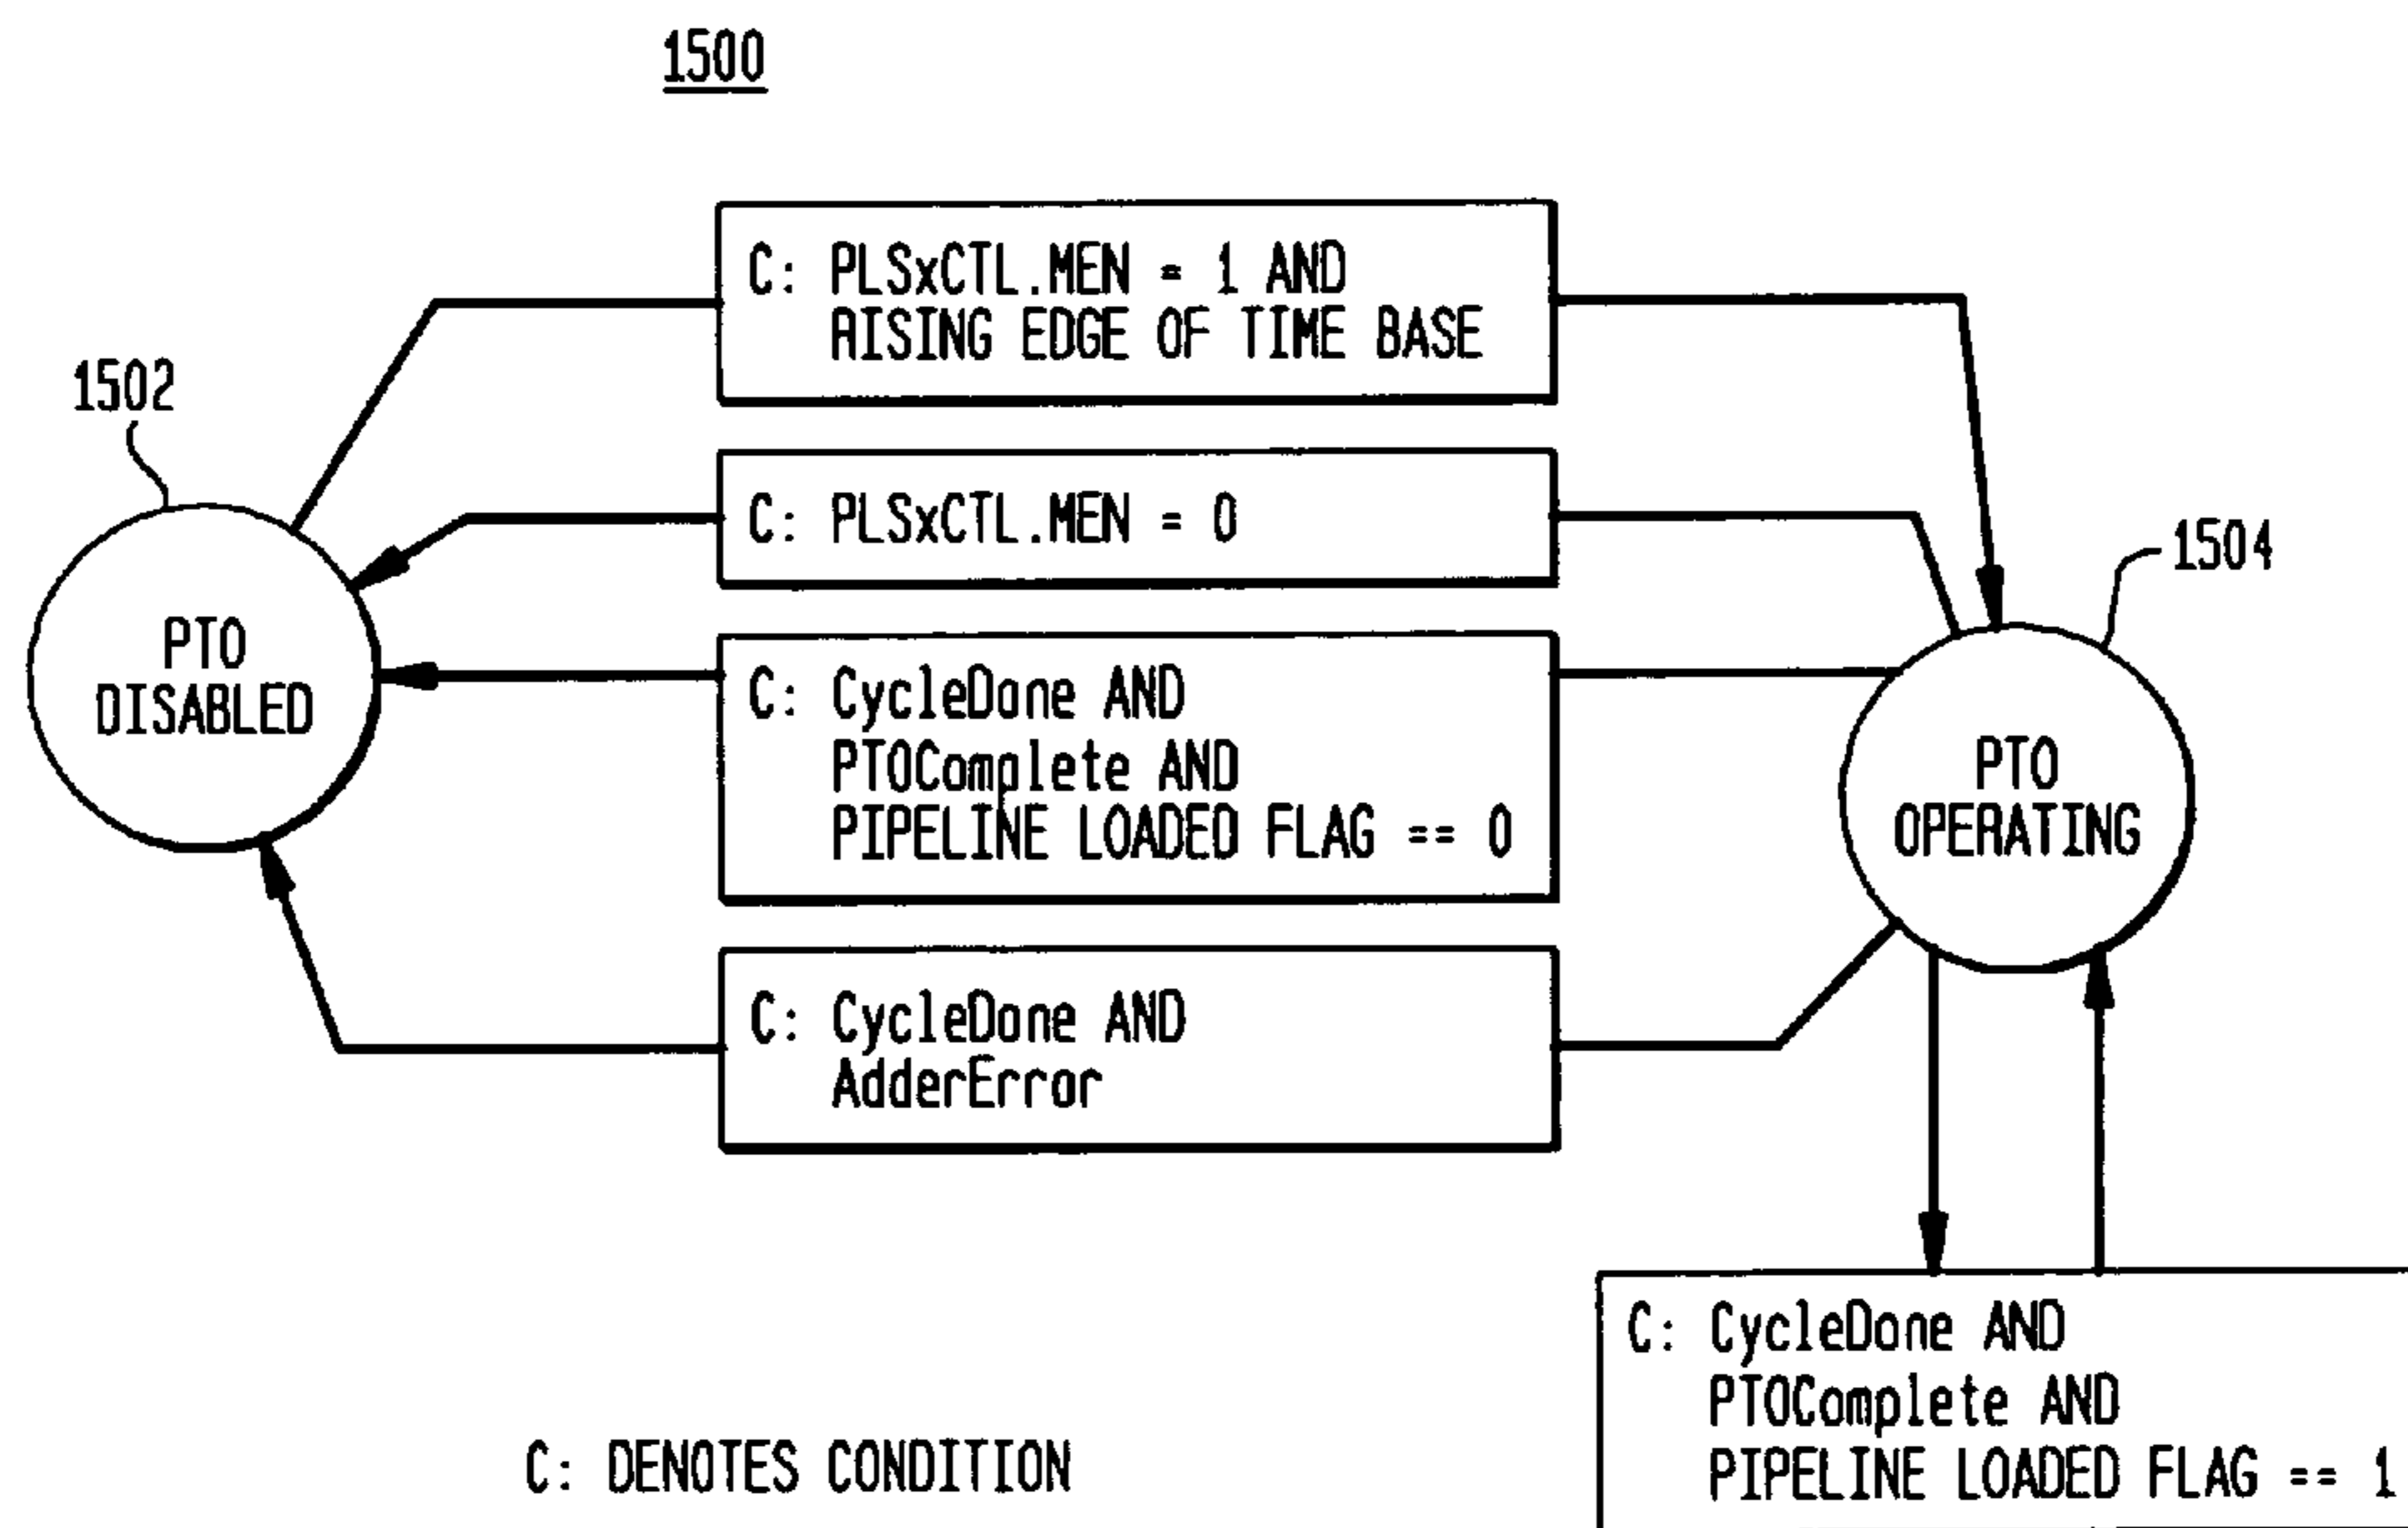 1500
C: PLSxCTL.MEN = 1 AND
RISING EDGE OF TIME BASE
1502
C: PLSxCTL.MEN = 0
1504
PTO
DISABLED
C: CycleDone AND
PTOComplete AND
PIPELINE LOADED FLAG == 0
PTO
OPERATING
C: CycleDone AND
AdderError
C: CycleDone AND
PTOComplete AND
PIPELINE LOADED FLAG == 1
C: DENOTES CONDITION